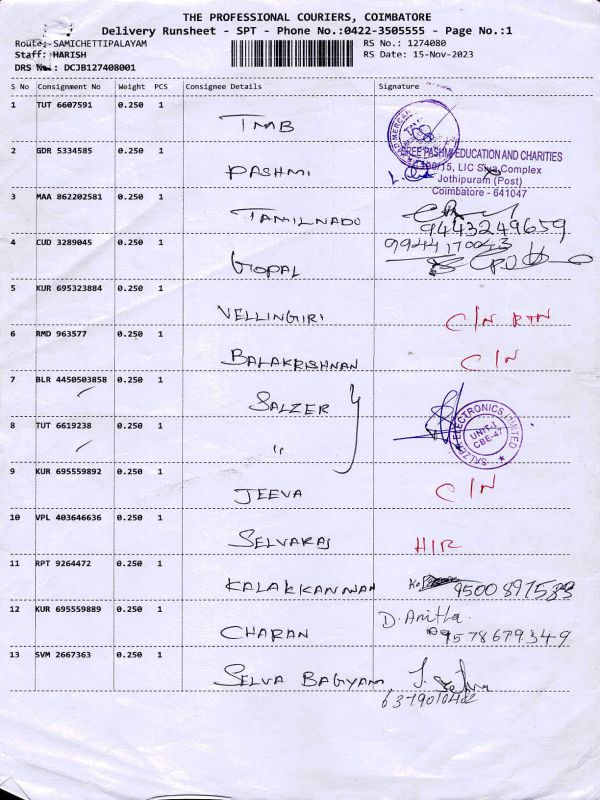 THE PROFESSIONAL COURIERS, COIMBATORE
Delivery Runsheet - SPT - Phone No.:0422-3505555 - Page No.:1
Route:-SAMICHETTIPALAYAM
RS No.: 1274080
Staff: HARISH
RS Date: 15-Nov-2023
DRS No.: DCJB127408001
S No Consignment No Weight PCS Consignee Details Signature
1 TUT 6607591 0.250 1 TMB
2 GDR 5334585 0.250 1 PASHMI
SREE PASHMI EDUCATION AND CHARITIES
LIC Complex
Jothipuram (Post)
Coimbatore - 641047
3 MAA 862202581 0.250 1 TAMILNADU
9443249659
4 CUD 3289045 0.250 1 GOPAL
9944170043
5 KUR 695323884 0.250 1 VELLINGIRI C/N RTN
6 RMD 963577 0.250 1 BALAKRISHNAN C/N
7 BLR 4450503858 0.250 1 SALZER
SALZER ELECTRONICS LIMITED
UNIT-I
CBE-47
8 TUT 6619238 0.250 1 "
9 KUR 695559892 0.250 1 JEEVA C/N
10 VPL 403646636 0.250 1 SELVARAJ H/R
11 RPT 9264472 0.250 1 KALAKKANNAN
12 KUR 695559889 0.250 1 CHARAN D. Anitha
9578679349
13 SVM 2667363 0.250 1 SELVA BAGYAM